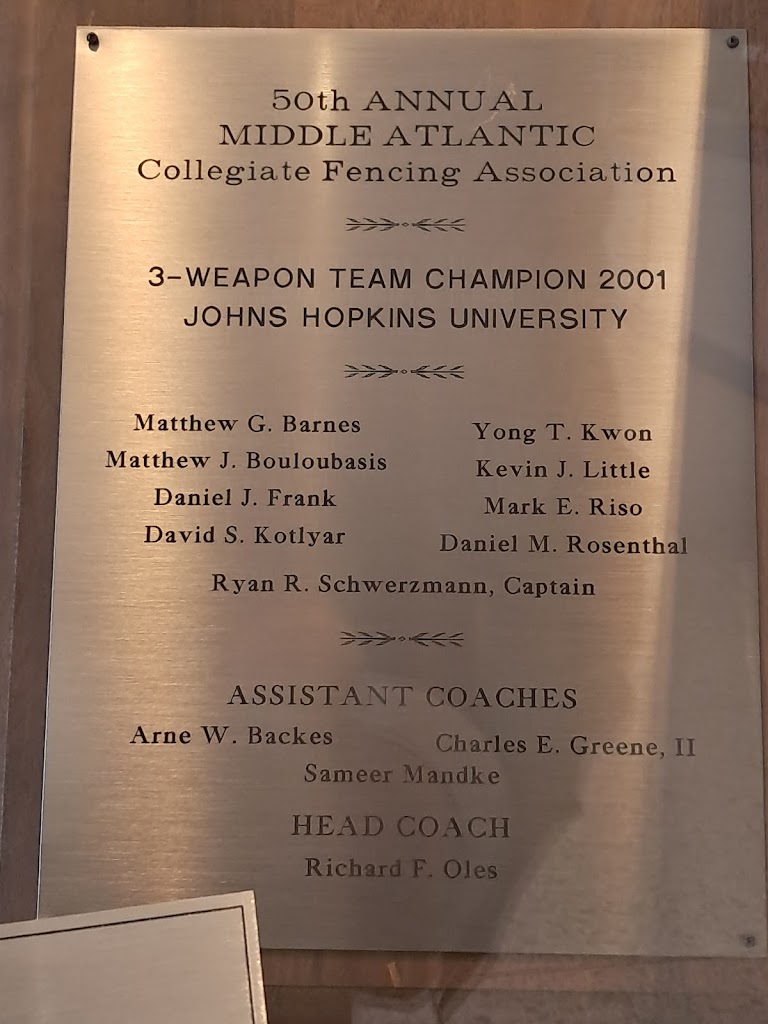 50th ANNUAL
MIDDLE ATLANTIC
Collegiate Fencing Association
3-WEAPON TEAM CHAMPION 2001
JOHNS HOPKINS UNIVERSITY
Matthew G. Barnes
Matthew J. Bouloubasis
Daniel J. Frank
David S. Kotlyar
Yong T. Kwon
Kevin J. Little
Mark E. Riso
Daniel M. Rosenthal
Ryan R. Schwerzmann, Captain
ASSISTANT COACHES
Arne W. Backes
Charles E. Greene, II
Sameer Mandke
HEAD COACH
Richard F. Oles